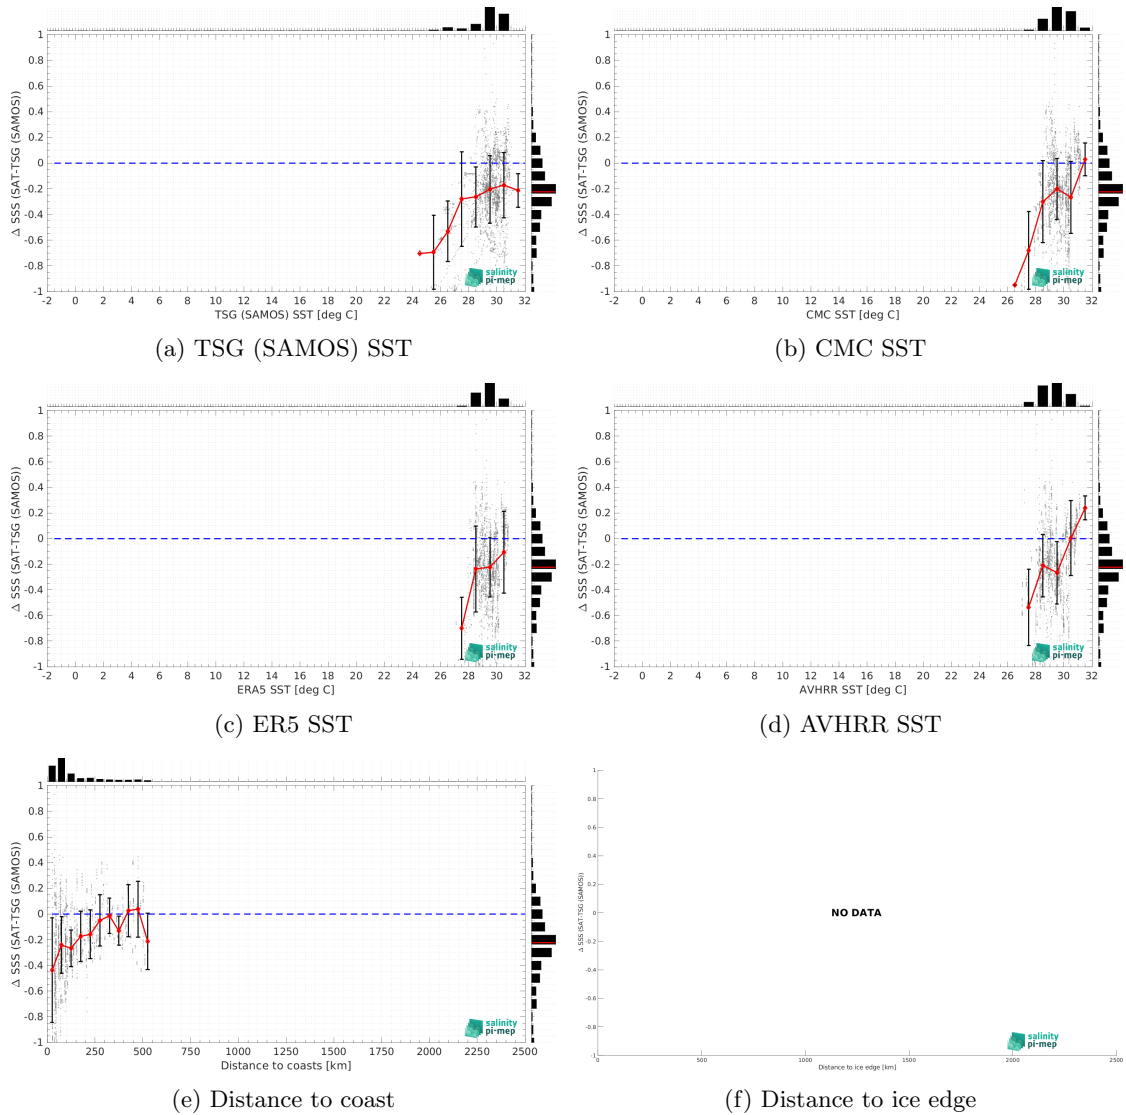 1
0.8
0.6
0.4
0.2
0
-0.2
-0.4
-0.6
-0.8
-1
Δ SSS (SAT-TSG (SAMOS))
salinity
pi-mep
-2 0 2 4 6 8 10 12 14 16 18 20 22 24 26 28 30 32
TSG (SAMOS) SST [deg C]
(a) TSG (SAMOS) SST
1
0.8
0.6
0.4
0.2
0
-0.2
-0.4
-0.6
-0.8
-1
Δ SSS (SAT-TSG (SAMOS))
salinity
pi-mep
-2 0 2 4 6 8 10 12 14 16 18 20 22 24 26 28 30 32
CMC SST [deg C]
(b) CMC SST
1
0.8
0.6
0.4
0.2
0
-0.2
-0.4
-0.6
-0.8
-1
Δ SSS (SAT-TSG (SAMOS))
salinity
pi-mep
-2 0 2 4 6 8 10 12 14 16 18 20 22 24 26 28 30 32
ERA5 SST [deg C]
(c) ER5 SST
1
0.8
0.6
0.4
0.2
0
-0.2
-0.4
-0.6
-0.8
-1
Δ SSS (SAT-TSG (SAMOS))
salinity
pi-mep
-2 0 2 4 6 8 10 12 14 16 18 20 22 24 26 28 30 32
AVHRR SST [deg C]
(d) AVHRR SST
1
0.8
0.6
0.4
0.2
0
-0.2
-0.4
-0.6
-0.8
-1
Δ SSS (SAT-TSG (SAMOS))
salinity
pi-mep
0 250 500 750 1000 1250 1500 1750 2000 2250 2500
Distance to coasts [km]
(e) Distance to coast
1
0.8
0.6
0.4
0.2
0
-0.2
-0.4
-0.6
-0.8
-1
Δ SSS (SAT-TSG (SAMOS))
NO DATA
salinity
pi-mep
0 500 1000 1500 2000 2500
Distance to ice edge [km]
(f) Distance to ice edge